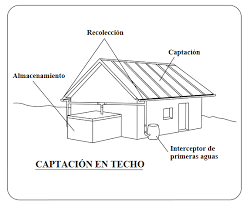 Recolección
Captación
Almacenamiento
Interceptor de
primeras aguas
CAPTACIÓN EN TECHO